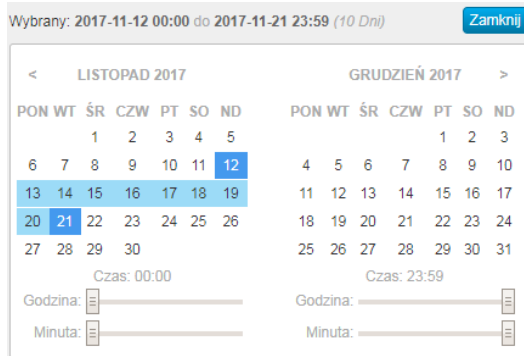 Wybrany: 2017-11-12 00:00 do 2017-11-21 23:59 (10 Dni) Zamknij
< LISTOPAD 2017 GRUDZIEŃ 2017 >
PON WT ŚR CZW PT SO ND PON WT ŚR CZW PT SO ND
1 2 3 4 5 1 2 3
6 7 8 9 10 11 12 4 5 6 7 8 9 10
13 14 15 16 17 18 19 11 12 13 14 15 16 17
20 21 22 23 24 25 26 18 19 20 21 22 23 24
27 28 29 30 25 26 27 28 29 30 31
Czas: 00:00 Czas: 23:59
Godzina: Godzina:
Minuta: Minuta: